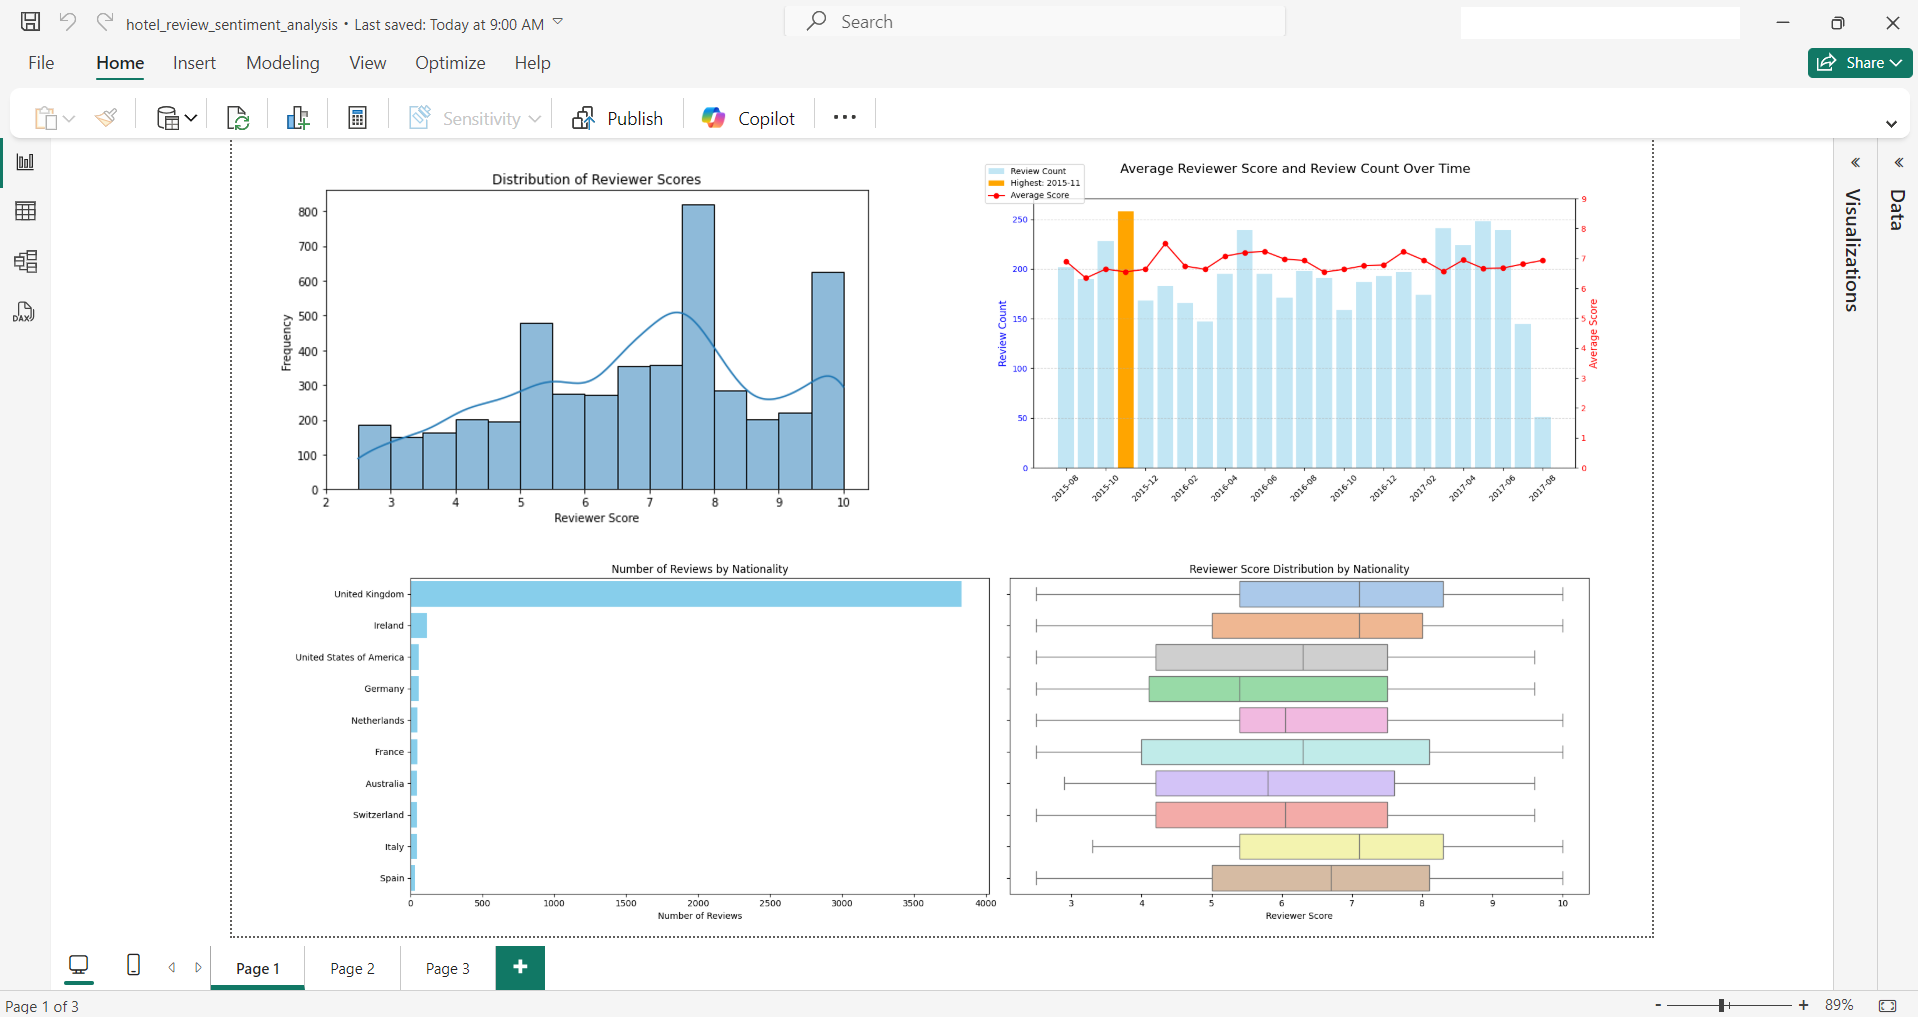 hotel_review_sentiment_analysis • Last saved: Today at 9:00 AM
Search
File Home Insert Modeling View Optimize Help
Share
Sensitivity
Publish
Copilot
DAX
Distribution of Reviewer Scores
Frequency
800
700
600
500
400
300
200
100
0
2 3 4 5 6 7 8 9 10
Reviewer Score
Average Reviewer Score and Review Count Over Time
Review Count
Highest: 2015-11
Average Score
Review Count
250
200
150
100
50
0
9
8
7
6
5
4
3
2
1
0
Average Score
2015-08 2015-10 2015-12 2016-02 2016-04 2016-06 2016-08 2016-10 2016-12 2017-02 2017-04 2017-06 2017-08
Number of Reviews by Nationality
United Kingdom
Ireland
United States of America
Germany
Netherlands
France
Australia
Switzerland
Italy
Spain
0 500 1000 1500 2000 2500 3000 3500 4000
Number of Reviews
Reviewer Score Distribution by Nationality
3 4 5 6 7 8 9 10
Reviewer Score
Visualizations
Data
Page 1 Page 2 Page 3 +
Page 1 of 3
- + 89%